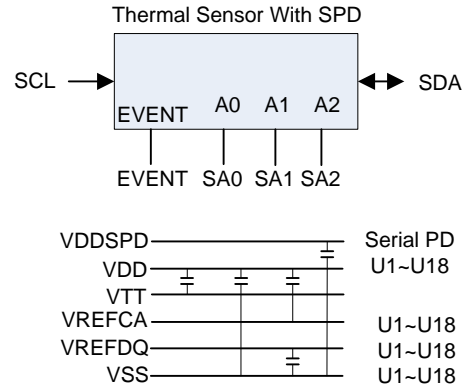 Thermal Sensor With SPD
SCL
SDA
EVENT A0 A1 A2
EVENT SA0 SA1 SA2
VDDSPD Serial PD
VDD U1~U18
VTT
VREFCA U1~U18
VREFDQ U1~U18
VSS U1~U18